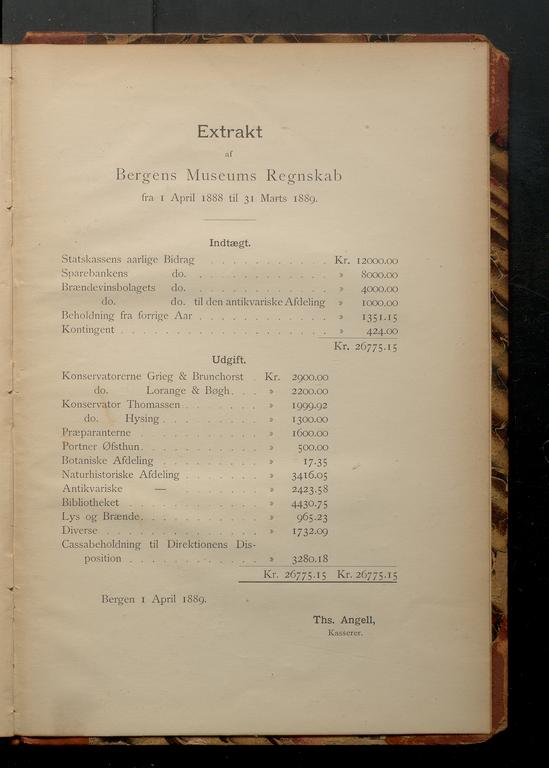 Extrakt
af
Bergens Museums Regnskab
fra 1 April 1888 til 31 Marts 1889.
Indtægt.
Statskassens aarlige Bidrag . . . . . . . . . . Kr. 12000.00
Sparebankens do. . . . . . . . . . . . » 8000.00
Brændevinsbolagets do. . . . . . . . . . . . » 4000.00
do. do. til den antikvariske Afdeling » 1000.00
Beholdning fra forrige Aar . . . . . . . . . . . » 1351.15
Kontingent . . . . . . . . . . . . . . . . » 424.00
Kr. 26775.15
Udgift.
Konservatorerne Grieg & Brunchorst . Kr. 2900.00
do. Lorange & Bøgh . . . » 2200.00
Konservator Thomassen . . . . . . . » 1999.92
do. Hysing . . . . . . . . » 1300.00
Præparanterne . . . . . . . . . . » 1600.00
Portner Øfsthun . . . . . . . . . . » 500.00
Botaniske Afdeling . . . . . . . . . » 17.35
Naturhistoriske Afdeling . . . . . . . » 3416.05
Antikvariske — . . . . . . . » 2423.58
Bibliotheket . . . . . . . . . . . » 4430.75
Lys og Brænde . . . . . . . . . . » 965.23
Diverse . . . . . . . . . . . . . » 1732.09
Cassabeholdning til Direktionens Dis-
position . . . . . . . . . . . » 3280.18
Kr. 26775.15 Kr. 26775.15
Bergen 1 April 1889.
Ths. Angell,
Kasserer.